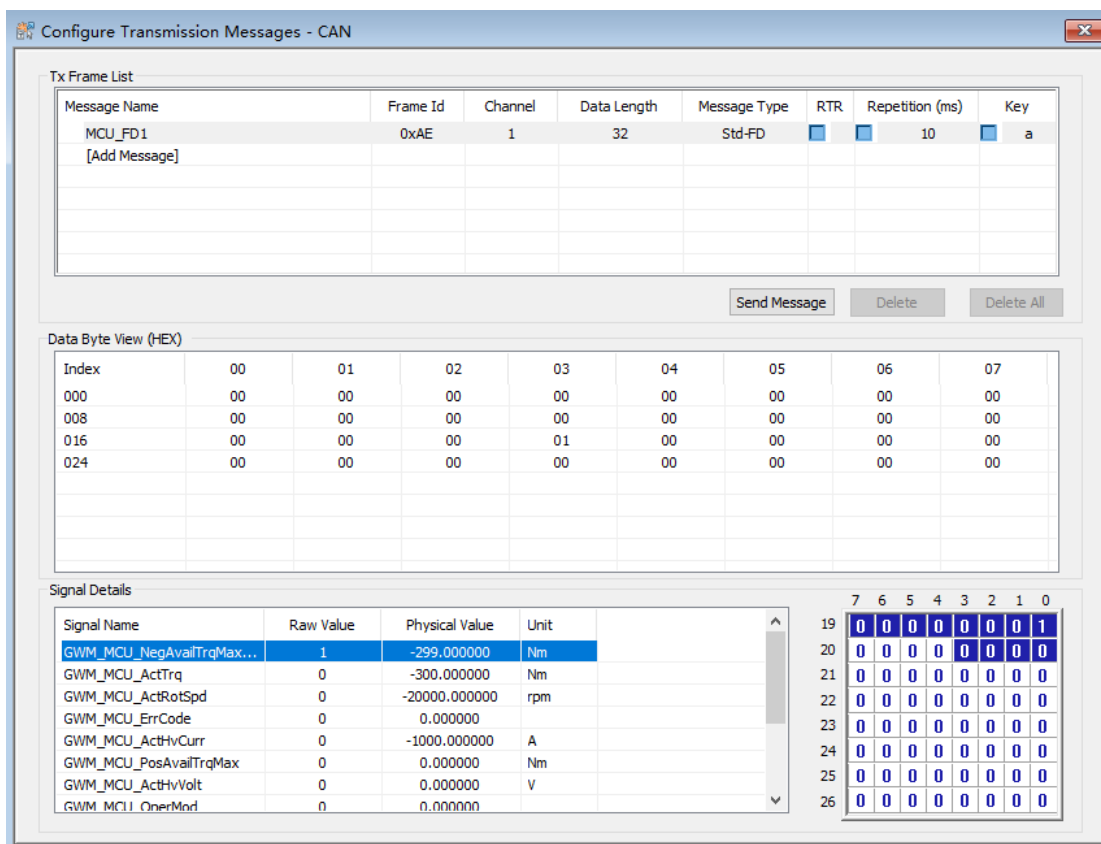 Configure Transmission Messages - CAN
Tx Frame List
Message Name Frame Id Channel Data Length Message Type RTR Repetition (ms) Key
MCU_FD1 0xAE 1 32 Std-FD 10 a
[Add Message]
Send Message Delete Delete All
Data Byte View (HEX)
Index 00 01 02 03 04 05 06 07
000 00 00 00 00 00 00 00 00
008 00 00 00 00 00 00 00 00
016 00 00 00 01 00 00 00 00
024 00 00 00 00 00 00 00 00
Signal Details
7 6 5 4 3 2 1 0
Signal Name Raw Value Physical Value Unit
19 0 0 0 0 0 0 0 1
GWM_MCU_NegAvailTrqMax... 1 -299.000000 Nm
20 0 0 0 0 0 0 0 0
GWM_MCU_ActTrq 0 -300.000000 Nm
21 0 0 0 0 0 0 0 0
GWM_MCU_ActRotSpd 0 -20000.000000 rpm
22 0 0 0 0 0 0 0 0
GWM_MCU_ErrCode 0 0.000000
23 0 0 0 0 0 0 0 0
GWM_MCU_ActHvCurr 0 -1000.000000 A
24 0 0 0 0 0 0 0 0
GWM_MCU_PosAvailTrqMax 0 0.000000 Nm
25 0 0 0 0 0 0 0 0
GWM_MCU_ActHvVolt 0 0.000000 V
26 0 0 0 0 0 0 0 0
GWM_MCU_OperMod 0 0.000000